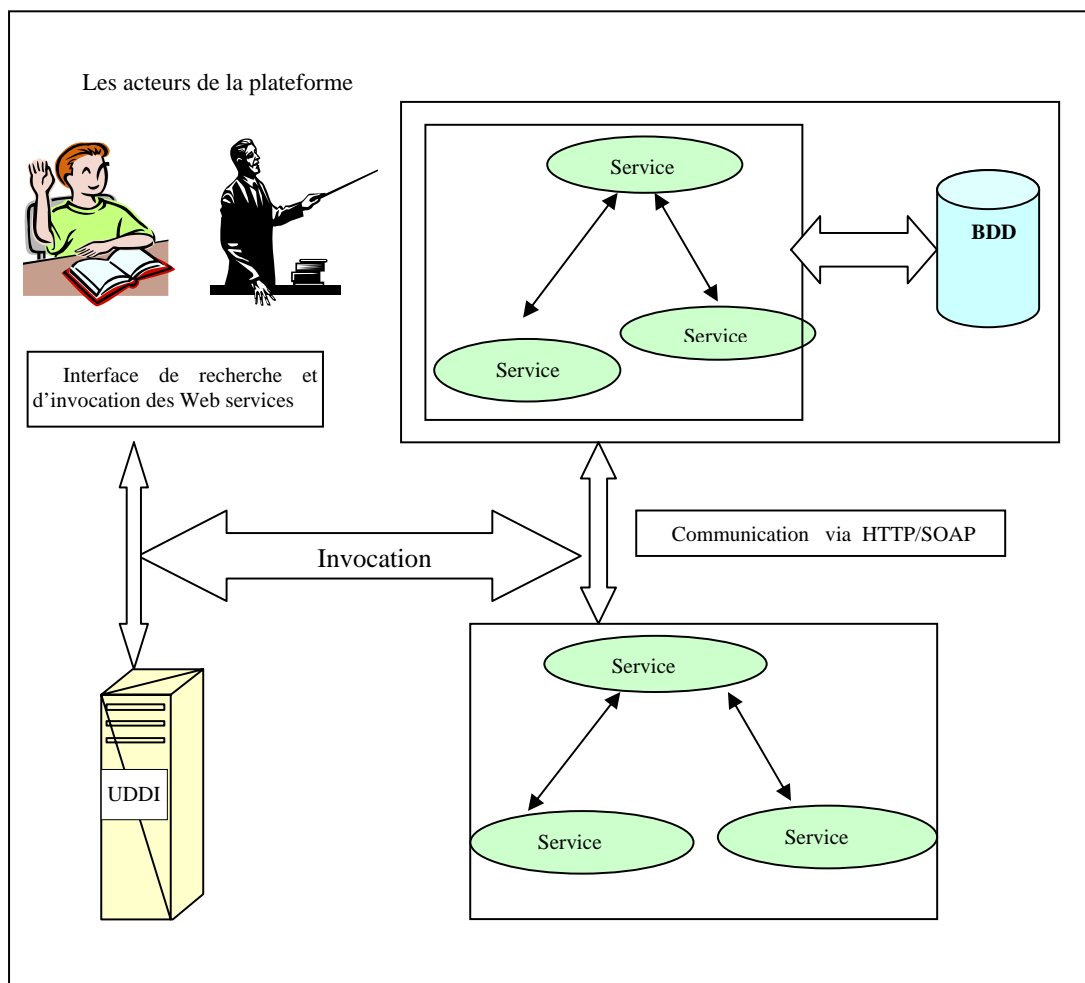 Les acteurs de la plateforme
Service
BDD
Service
Service
Interface de recherche et
d’invocation des Web services
Communication via HTTP/SOAP
Invocation
Service
UDDI
Service
Service